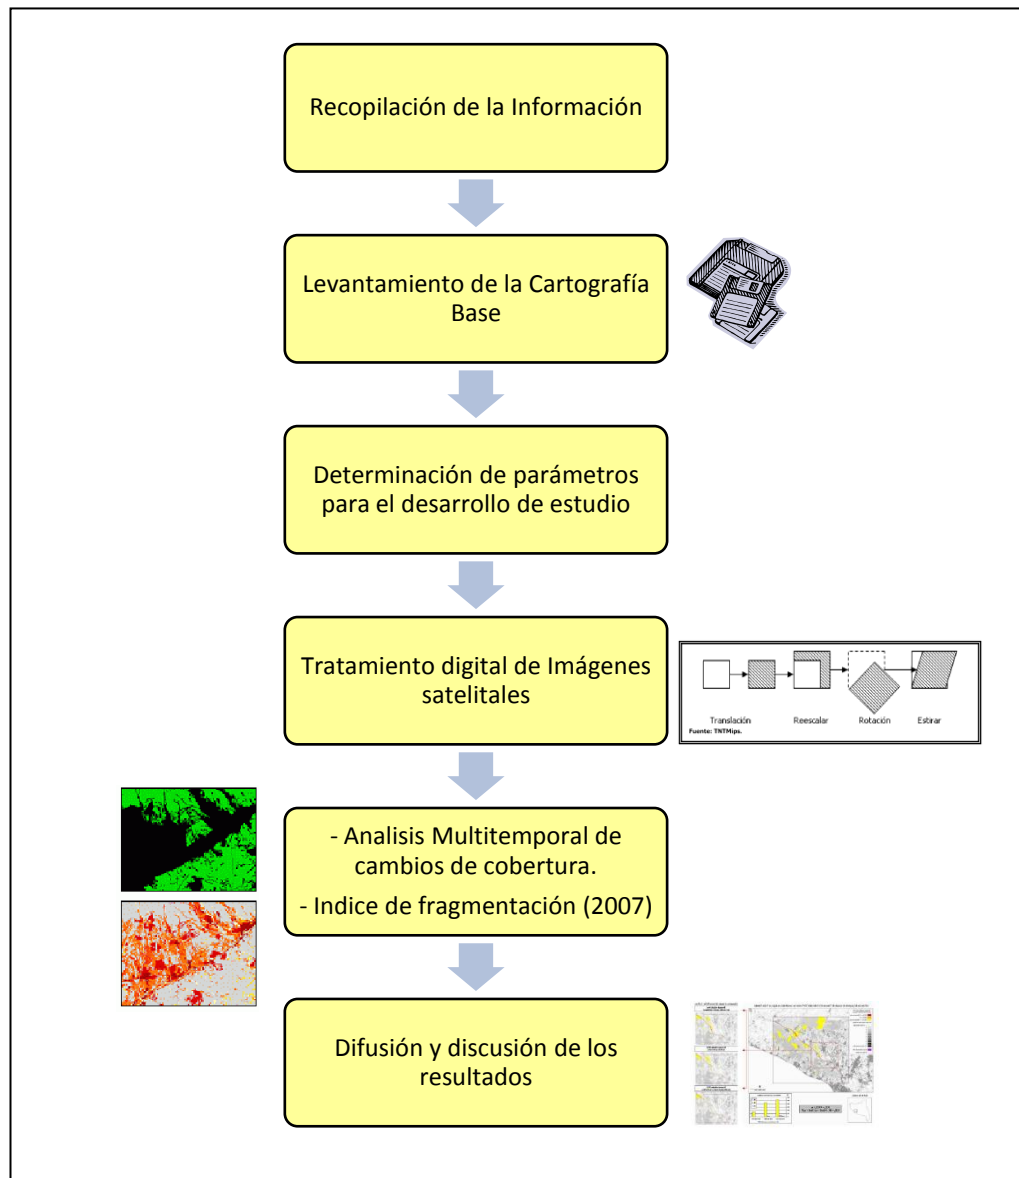 Recopilación de la Información
Levantamiento de la Cartografía
Base
Determinación de parámetros
para el desarrollo de estudio
Tratamiento digital de Imágenes
satelitales
Translación Reescalar Rotación Estirar
Fuente: TNTMips.
- Analisis Multitemporal de
cambios de cobertura.
- Indice de fragmentación (2007)
Difusión y discusión de los
resultados